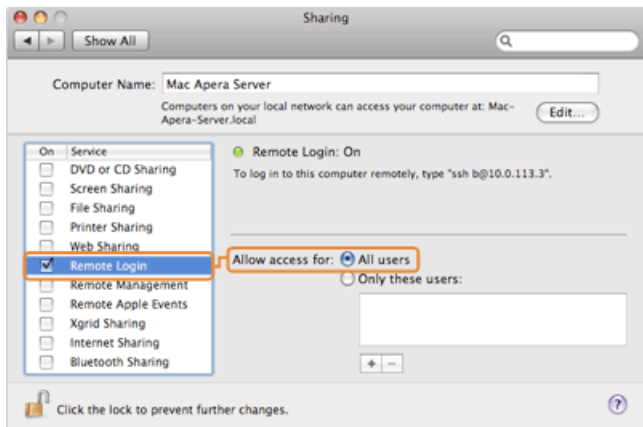 Sharing
Show All
Computer Name: Mac Apera Server
Computers on your local network can access your computer at: Mac-
Apera-Server.local
Edit...
On Service
DVD or CD Sharing
Screen Sharing
File Sharing
Printer Sharing
Web Sharing
Remote Login
Remote Management
Remote Apple Events
Xgrid Sharing
Internet Sharing
Bluetooth Sharing
Remote Login: On
To log in to this computer remotely, type "ssh b@10.0.113.3".
Allow access for: All users
Only these users:
+ −
Click the lock to prevent further changes.
?